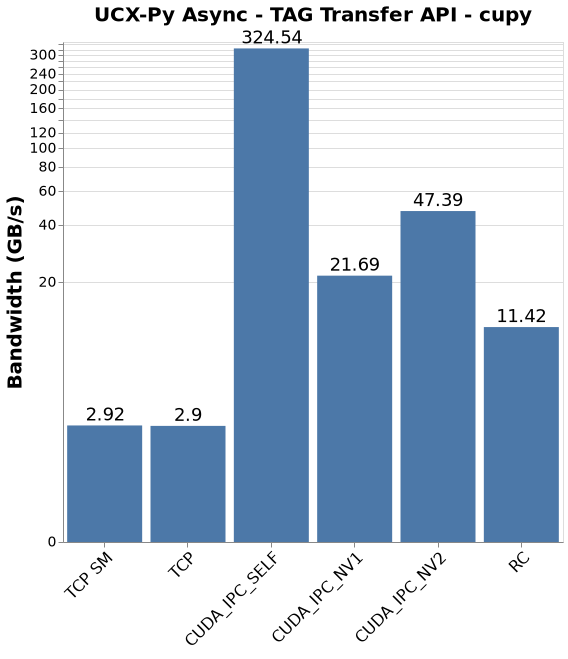 UCX-Py Async - TAG Transfer API - cupy
Bandwidth (GB/s)
300
240
200
160
120
100
80
60
40
20
0
2.92
2.9
324.54
21.69
47.39
11.42
TCP SM
TCP
CUDA_IPC_SELF
CUDA_IPC_NV1
CUDA_IPC_NV2
RC